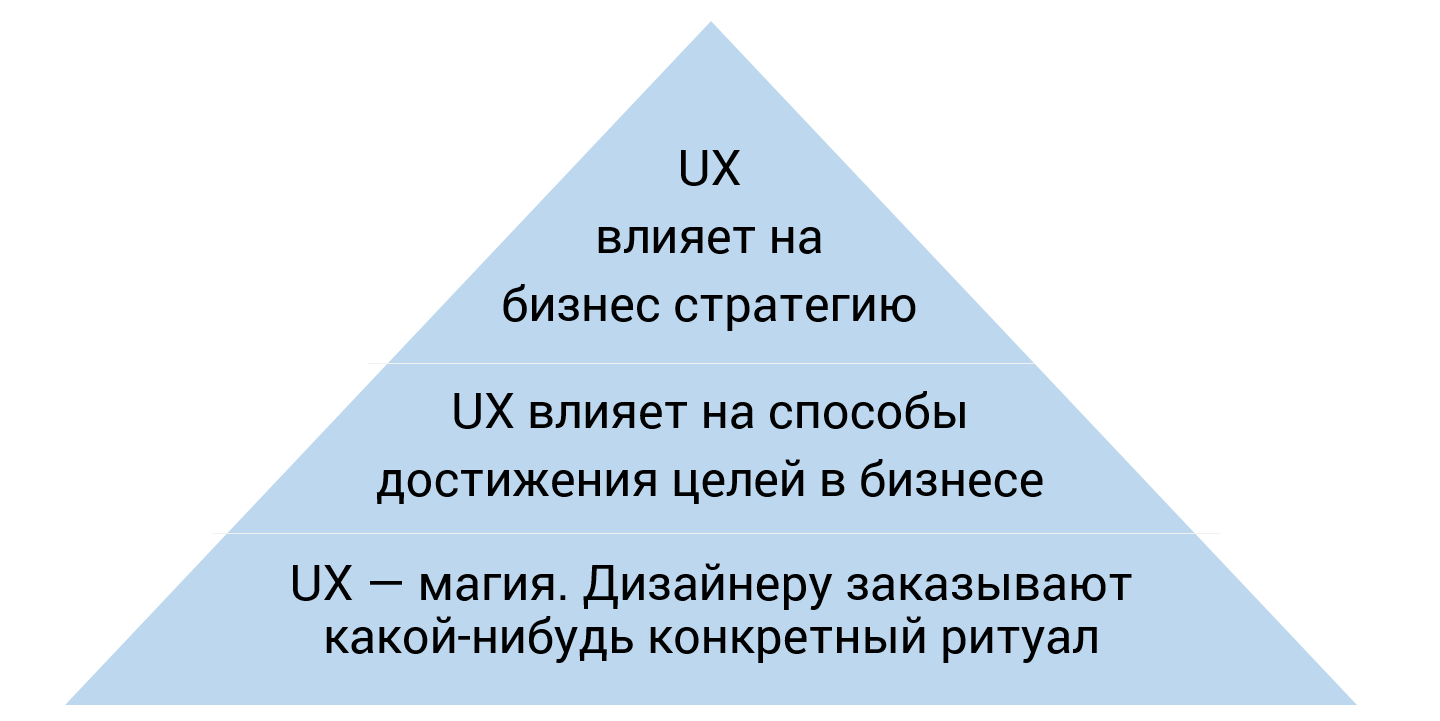 UX
влияет на
бизнес стратегию
UX влияет на способы
достижения целей в бизнесе
UX — магия. Дизайнеру заказывают
какой-нибудь конкретный ритуал